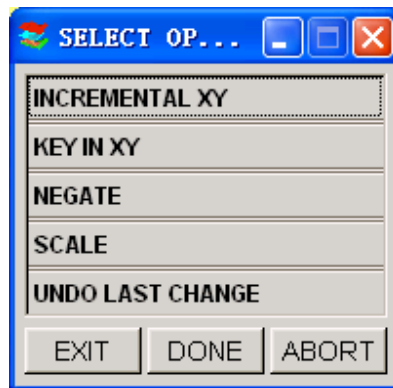 SELECT OP...
INCREMENTAL XY
KEY IN XY
NEGATE
SCALE
UNDO LAST CHANGE
EXIT DONE ABORT